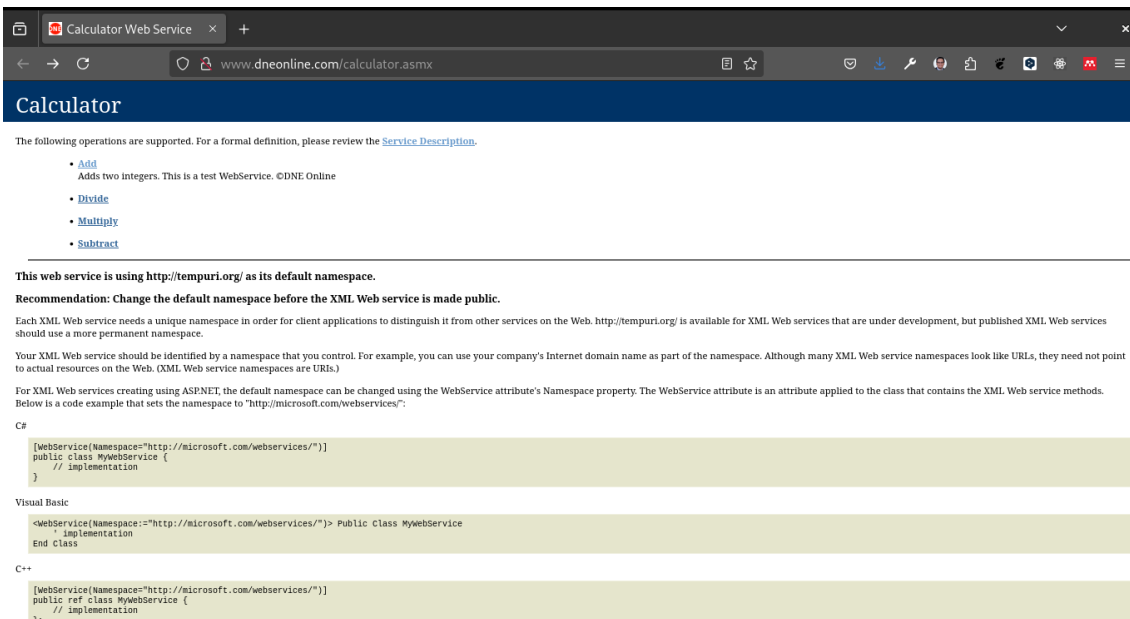 Calculator Web Service
www.dneonline.com/calculator.asmx
Calculator
The following operations are supported. For a formal definition, please review the Service Description.
• Add
Adds two integers. This is a test WebService. ©DNE Online
• Divide
• Multiply
• Subtract
This web service is using http://tempuri.org/ as its default namespace.
Recommendation: Change the default namespace before the XML Web service is made public.
Each XML Web service needs a unique namespace in order for client applications to distinguish it from other services on the Web. http://tempuri.org/ is available for XML Web services that are under development, but published XML Web services
should use a more permanent namespace.
Your XML Web service should be identified by a namespace that you control. For example, you can use your company's Internet domain name as part of the namespace. Although many XML Web service namespaces look like URLs, they need not point
to actual resources on the Web. (XML Web service namespaces are URIs.)
For XML Web services creating using ASP.NET, the default namespace can be changed using the WebService attribute's Namespace property. The WebService attribute is an attribute applied to the class that contains the XML Web service methods.
Below is a code example that sets the namespace to "http://microsoft.com/webservices/":
C#
[WebService(Namespace="http://microsoft.com/webservices/")]
public class MyWebService {
// implementation
}
Visual Basic
<WebService(Namespace:="http://microsoft.com/webservices/")> Public Class MyWebService
' implementation
End Class
C++
[WebService(Namespace="http://microsoft.com/webservices/")]
public ref class MyWebService {
// implementation
};